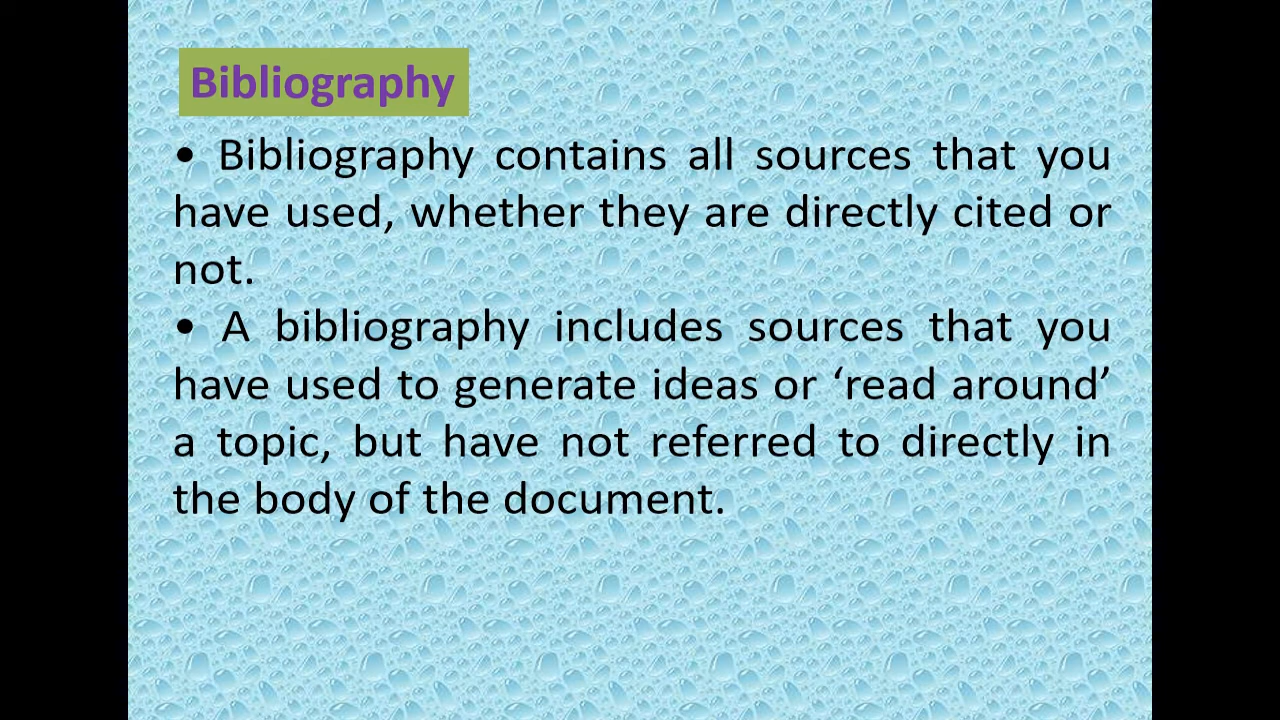 Bibliography
• Bibliography contains all sources that you
have used, whether they are directly cited or
not.
• A bibliography includes sources that you
have used to generate ideas or ‘read around’
a topic, but have not referred to directly in
the body of the document.